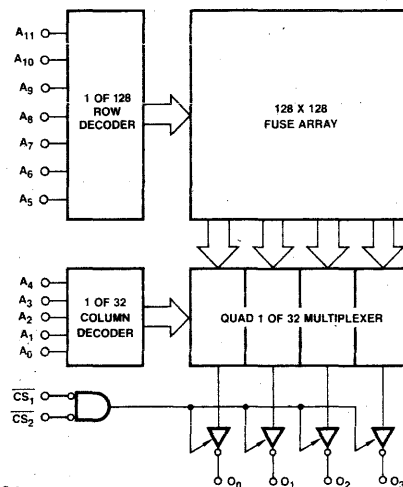 A11
A10
A9
A8
A7
A6
A5
1 OF 128
ROW
DECODER
128 X 128
FUSE ARRAY
A4
A3
A2
A1
A0
1 OF 32
COLUMN
DECODER
QUAD 1 OF 32 MULTIPLEXER
CS1
CS2
O0 O1 O2 O3